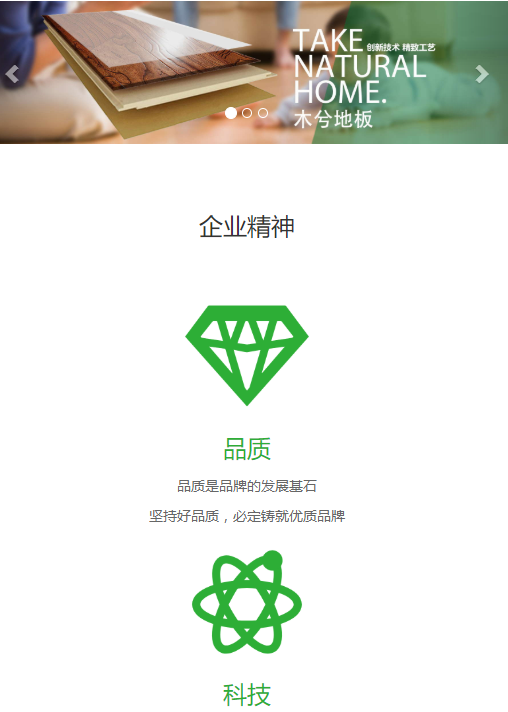 TAKE 创新技术 精致工艺
NATURAL
HOME.
木兮地板
企业精神
品质
品质是品牌的发展基石
坚持好品质，必定铸就优质品牌
科技